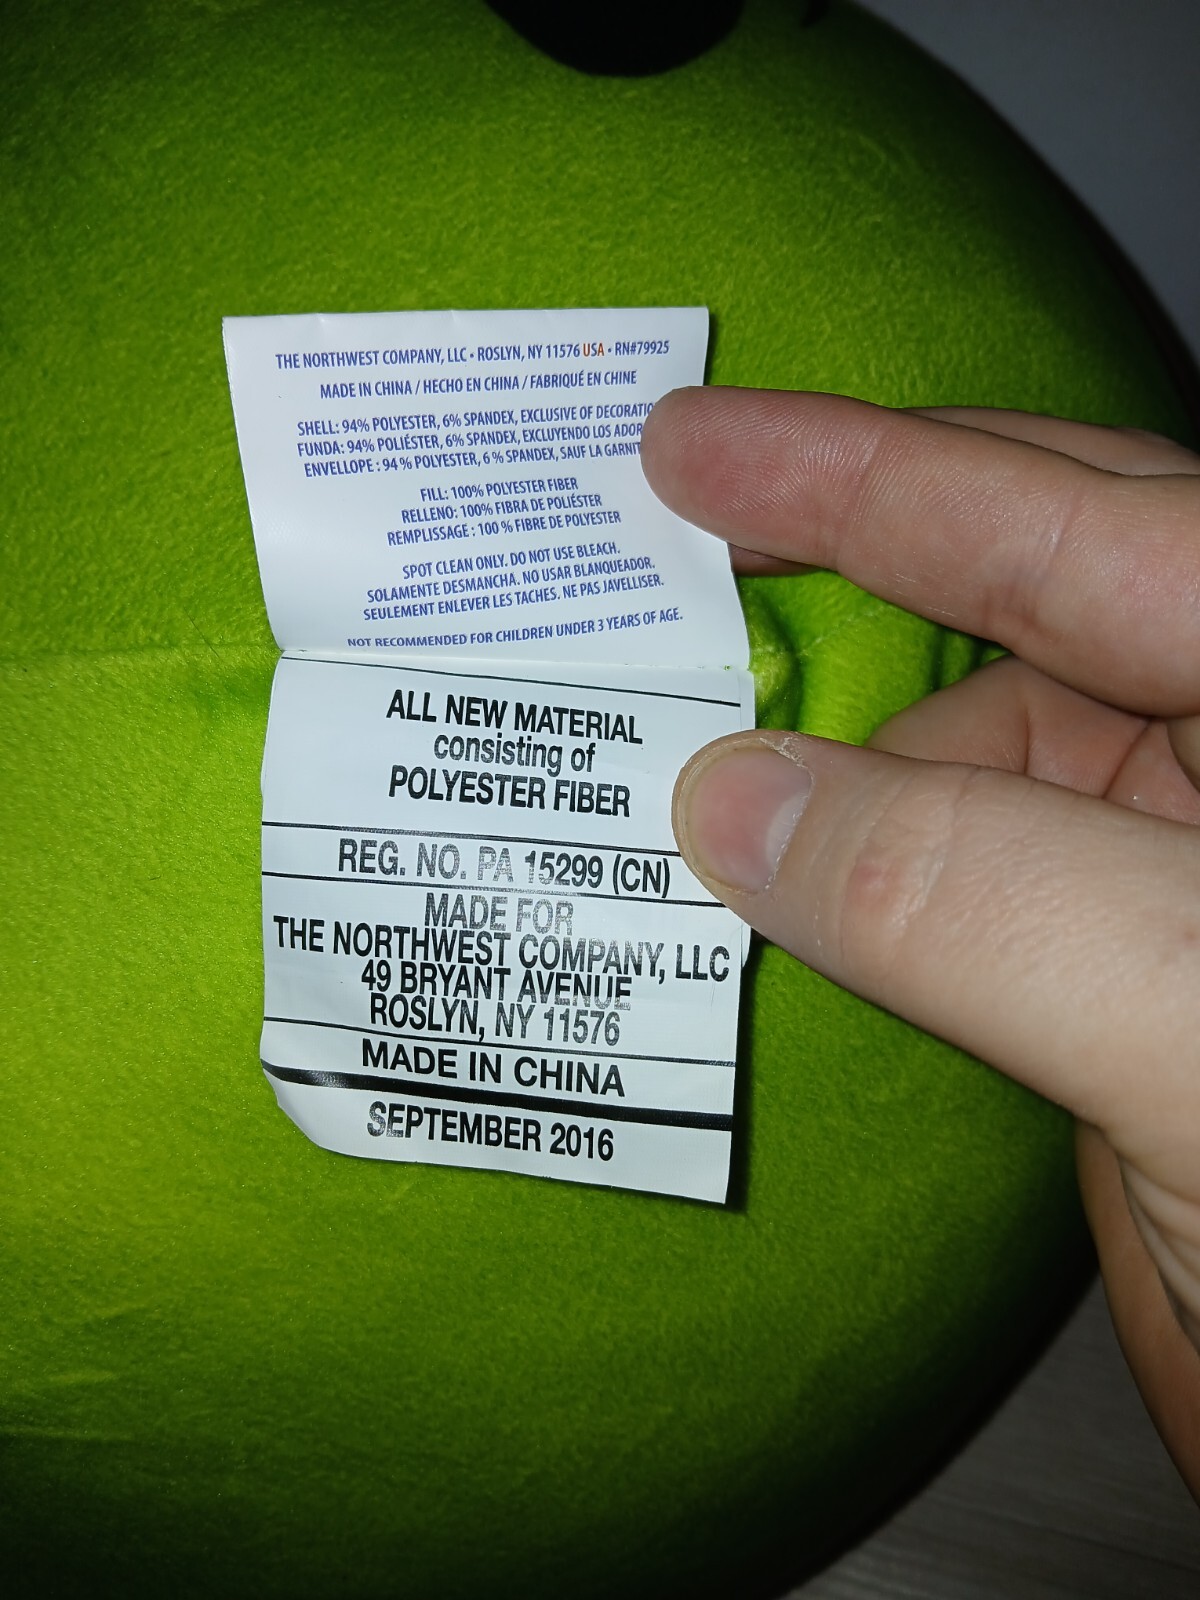 THE NORTHWEST COMPANY, LLC • ROSLYN, NY 11576 USA • RN#79925
MADE IN CHINA / HECHO EN CHINA / FABRIQUÉ EN CHINE
SHELL: 94% POLYESTER, 6% SPANDEX, EXCLUSIVE OF
FUNDA: 94% POLIÉSTER, 6% SPANDEX, EXCLUYENDO LOS
ENVELLOPE : 94 % POLYESTER, 6 % SPANDEX, SAUF LA
FILL: 100% POLYESTER FIBER
RELLENO: 100% FIBRA DE POLIÉSTER
REMPLISSAGE : 100 % FIBRE DE POLYESTER
SPOT CLEAN ONLY. DO NOT USE BLEACH.
SOLAMENTE DESMANCHA. NO USAR BLANQUEADOR.
SEULEMENT ENLEVER LES TACHES. NE PAS JAVELLISER.
NOT RECOMMENDED FOR CHILDREN UNDER 3 YEARS OF AGE.
ALL NEW MATERIAL
consisting of
POLYESTER FIBER
REG. NO. PA 15299 (CN)
MADE FOR
THE NORTHWEST COMPANY, LLC
49 BRYANT AVENUE
ROSLYN, NY 11576
MADE IN CHINA
SEPTEMBER 2016